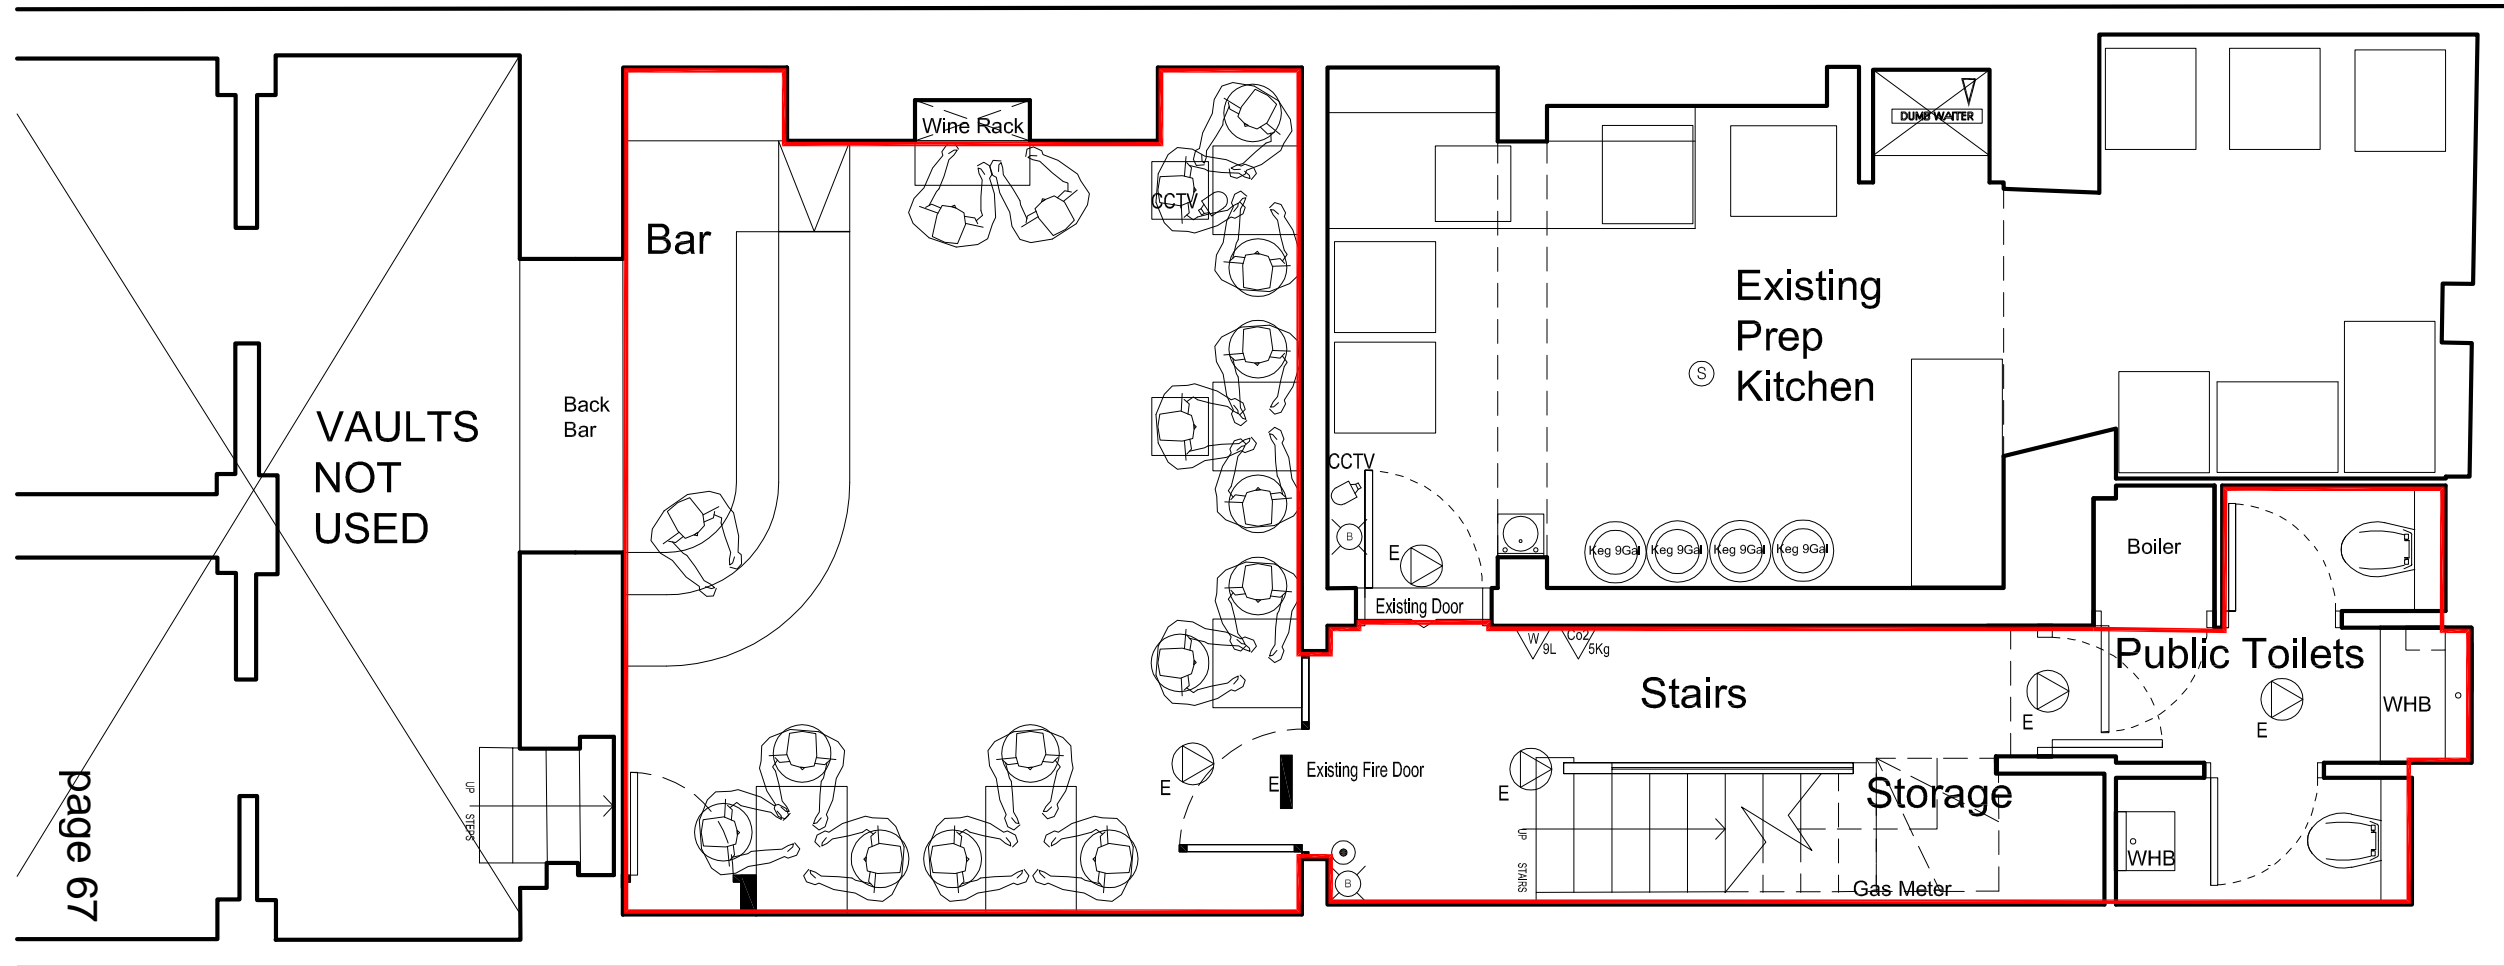 Wine Rack
DUMB WAITER
CCTV
Bar
Existing
Prep
Kitchen
S
Back
Bar
VAULTS
NOT
USED
CCTV
B
E
Keg 9Gal
Keg 9Gal
Keg 9Gal
Keg 9Gal
Boiler
Existing Door
W
9L
Co2
5Kg
Public Toilets
Stairs
E
E
WHB
UP
STEPS
page 67
E
E
Existing Fire Door
E
Storage
UP
STAIRS
B
Gas Meter
WHB